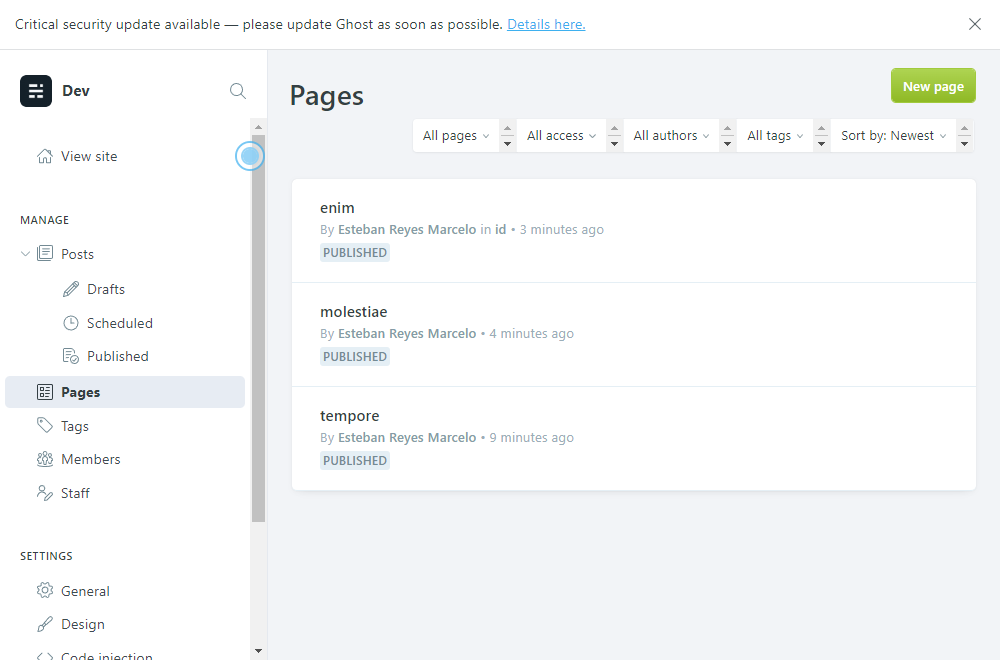 Critical security update available — please update Ghost as soon as possible. Details here.
Dev
View site
MANAGE
Posts
Drafts
Scheduled
Published
Pages
Tags
Members
Staff
SETTINGS
General
Design
Code injection
Pages
New page
All pages
All access
All authors
All tags
Sort by: Newest
enim
By Esteban Reyes Marcelo in id • 3 minutes ago
PUBLISHED
molestiae
By Esteban Reyes Marcelo • 4 minutes ago
PUBLISHED
tempore
By Esteban Reyes Marcelo • 9 minutes ago
PUBLISHED